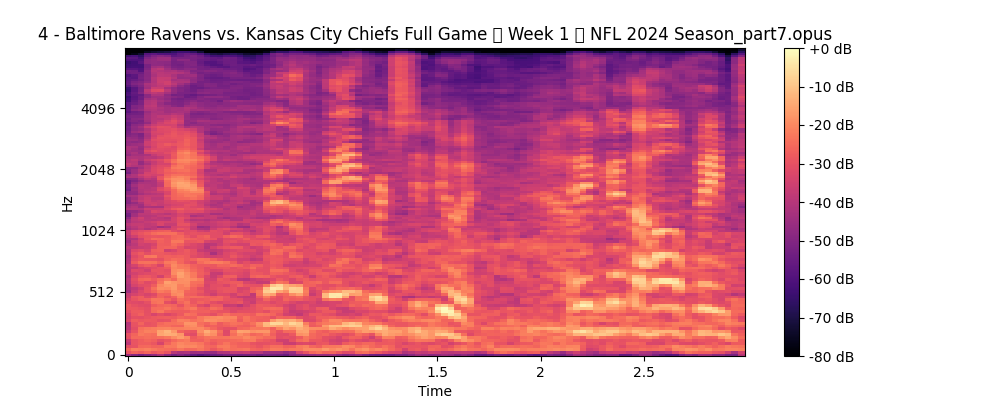 4 - Baltimore Ravens vs. Kansas City Chiefs Full Game ▯ Week 1 ▯ NFL 2024 Season_part7.opus
Hz
4096
2048
1024
512
0
0 0.5 1 1.5 2 2.5
Time
+0 dB
-10 dB
-20 dB
-30 dB
-40 dB
-50 dB
-60 dB
-70 dB
-80 dB